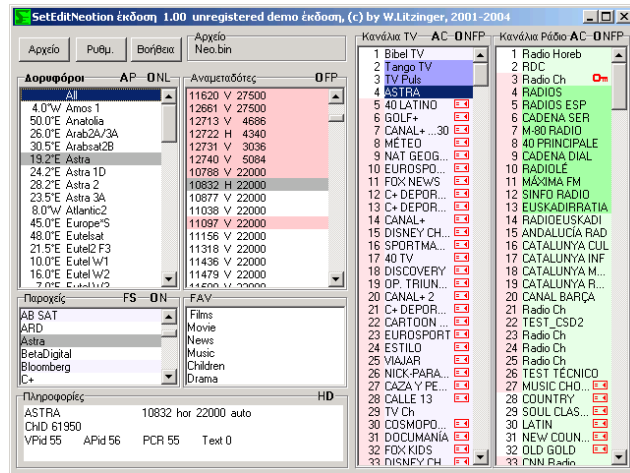 SetEditNeotion έκδοση 1.00 unregistered demo έκδοση, (c) by W.Litzinger, 2001-2004
Αρχείο
Ρυθμ.
Βοήθεια
Αρχείο
Neo.bin
Δορυφόροι AP ONL
All
4.0°W Amos 1
50.0°E Anatolia
26.0°E Arab2A/3A
30.5°E Arabsat2B
19.2°E Astra
24.2°E Astra 1D
28.2°E Astra 2
23.5°E Astra 3A
8.0°W Atlantic2
45.0°E Europe*S
48.0°E Eutelsat
21.5°E Eutel2 F3
10.0°E Eutel W1
16.0°E Eutel W2
7.0°E Eutel W3
Αναμεταδότες OFP
11620 V 27500
12661 V 27500
12713 V 4686
12722 H 4340
12731 V 3036
12740 V 5084
10788 V 22000
10832 H 22000
10877 V 22000
11038 V 22000
11097 V 22000
11156 V 22000
11318 V 22000
11436 V 22000
11479 V 22000
Παροχείς FS ON
AB SAT
ARD
Astra
BetaDigital
Bloomberg
C+
FAV
Films
Movie
News
Music
Children
Drama
Πληροφορίες HD
ASTRA 10832 hor 22000 auto
ChID 61950
VPid 55 APid 56 PCR 55 Text 0
Κανάλια TV AC ONFP
1 Bibel TV
2 Tango TV
3 TV Puls
4 ASTRA
5 40 LATINO
6 GOLF+
7 CANAL+ ...30
8 MÉTEO
9 NAT GEOG...
10 EUROSPO...
11 FOX NEWS
12 C+ DEPOR...
13 C+ DEPOR...
14 CANAL+
15 DISNEY CH...
16 SPORTMA...
17 40 TV
18 DISCOVERY
19 OP. TRIUN...
20 CANAL+ 2
21 C+ DEPOR...
22 CARTOON ...
23 EUROSPORT
24 ESTILO
25 VIAJAR
26 NICK-PARA...
27 CAZA Y PE...
28 CALLE 13
29 TV Ch
30 COSMOPO...
31 DOCUMANÍA
32 FOX KIDS
33 DISNEY CH...
Κανάλια Ράδιο AC ONFP
1 Radio Horeb
2 RDC
3 Radio Ch
4 RADIOS
5 RADIOS ESP
6 CADENA SER
7 M-80 RADIO
8 40 PRINCIPALE
9 CADENA DIAL
10 RADIOLÉ
11 MÁXIMA FM
12 SINFO RADIO
13 EUSKADIRRATIA
14 RADIOEUSKADI
15 ANDALUCÍA RAD
16 CATALUNYA CUL
17 CATALUNYA INF
18 CATALUNYA M...
19 CATALUNYA R...
20 CANAL BARÇA
21 Radio Ch
22 TEST_CSD2
23 Radio Ch
24 Radio Ch
25 Radio Ch
26 TEST TÉCNICO
27 MUSIC CHO...
28 COUNTRY
29 SOUL CLAS...
30 LATIN
31 NEW COUN...
32 OLD GOLD
33 CNN Radio